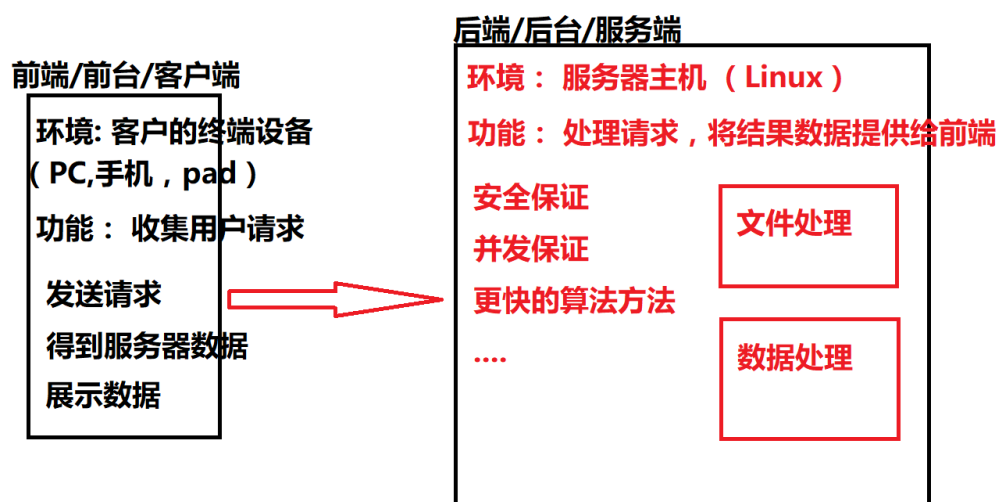 前端/前台/客户端
环境: 客户的终端设备
（PC,手机，pad）
功能： 收集用户请求
发送请求
得到服务器数据
展示数据
后端/后台/服务端
环境： 服务器主机 （Linux）
功能： 处理请求，将结果数据提供给前端
安全保证
并发保证
更快的算法方法
....
文件处理
数据处理